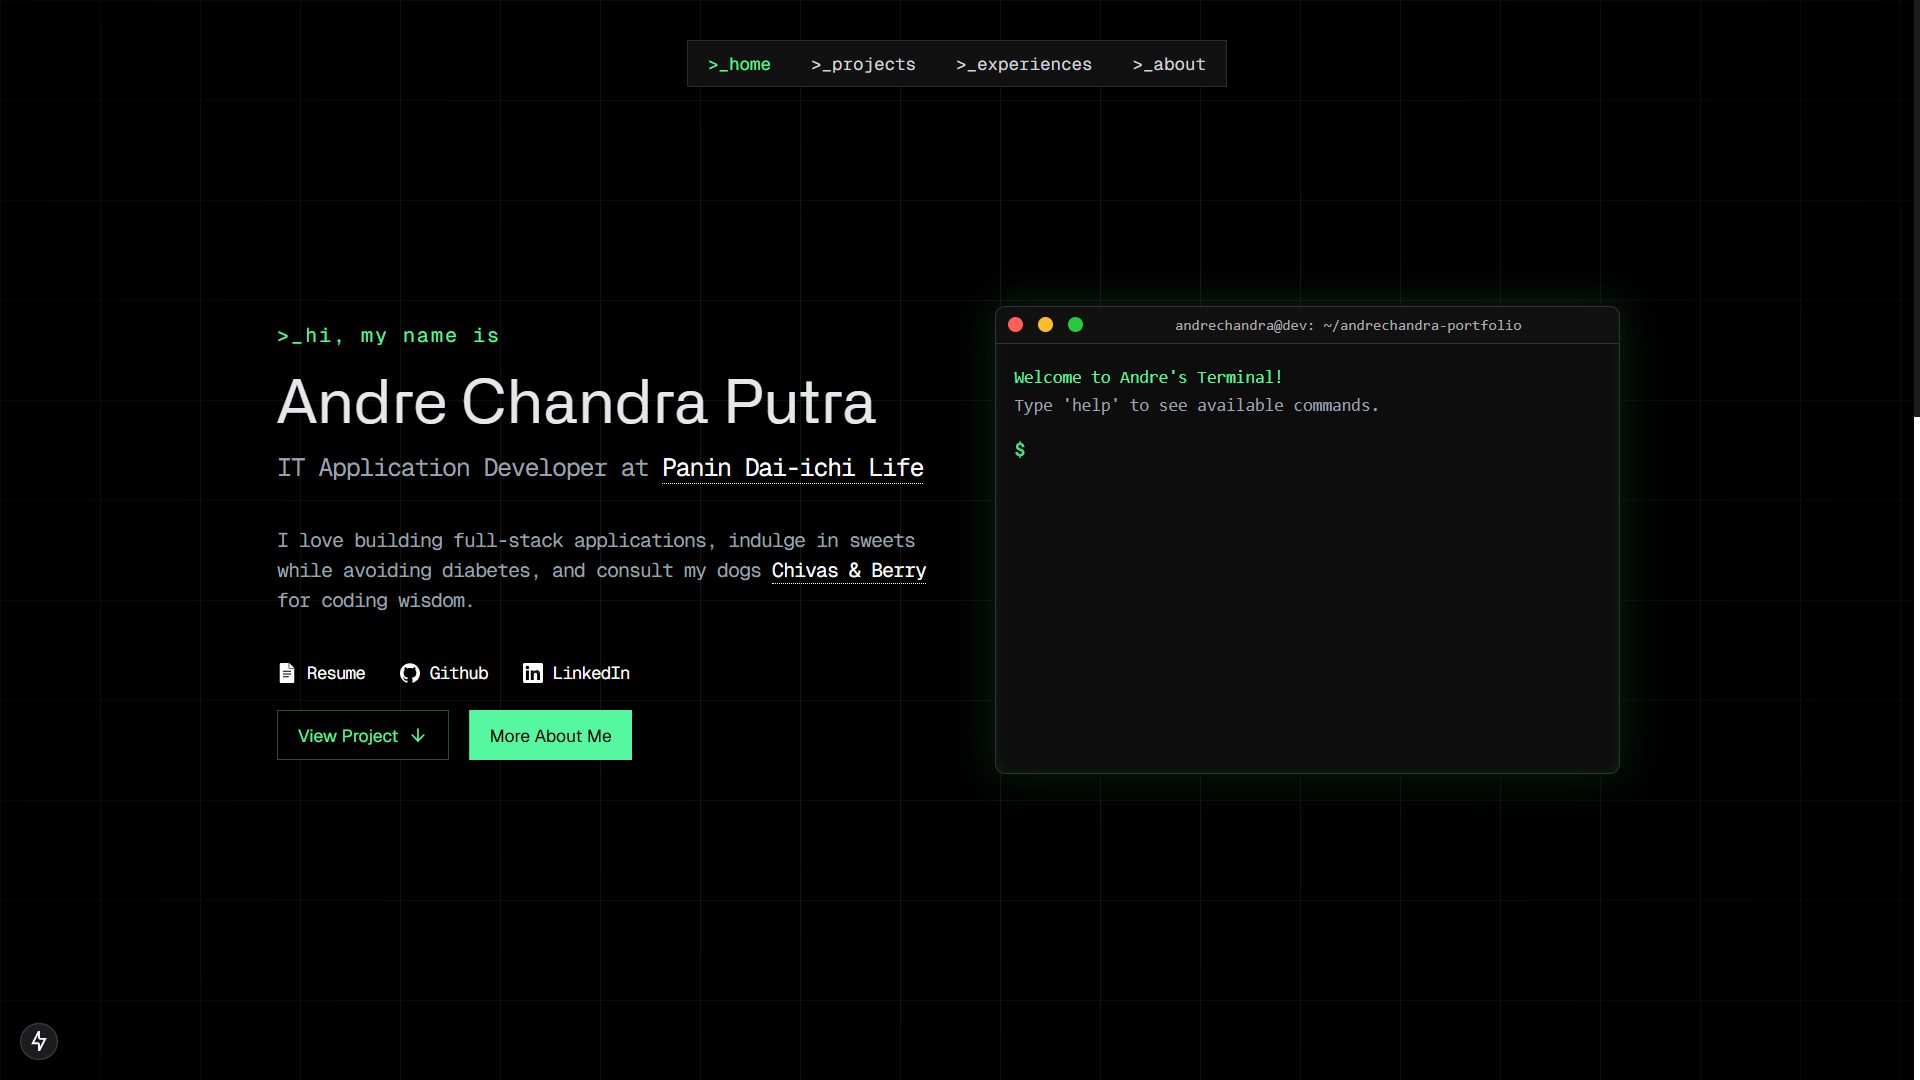 >_home >_projects >_experiences >_about
>_hi, my name is
Andre Chandra Putra
IT Application Developer at Panin Dai-ichi Life
I love building full-stack applications, indulge in sweets
while avoiding diabetes, and consult my dogs Chivas & Berry
for coding wisdom.
Resume Github LinkedIn
View Project ↓ More About Me
andrechandra@dev: ~/andrechandra-portfolio
Welcome to Andre's Terminal!
Type 'help' to see available commands.
$